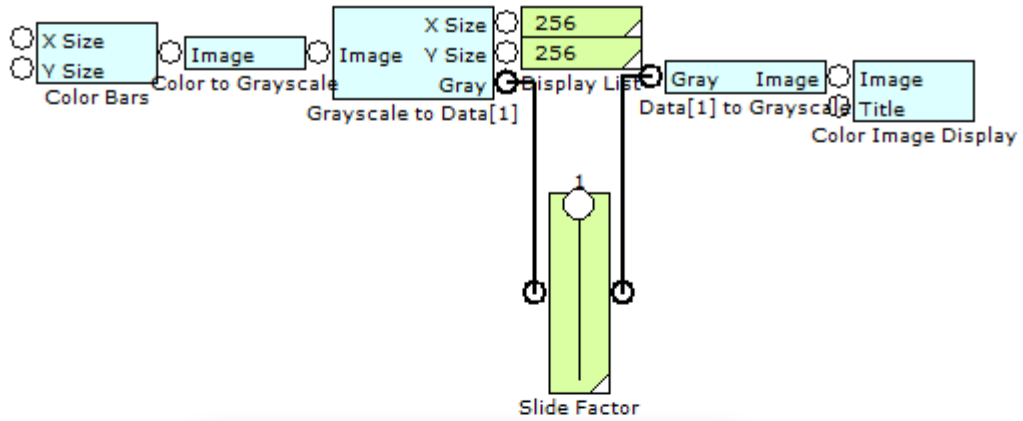 X Size
Y Size
Color Bars
Image
Color to Grayscale
Image
X Size
Y Size
Gray
Grayscale to Data[1]
256
256
Display List
Gray Image
Data[1] to Grayscale
Image
Title
Color Image Display
1
Slide Factor